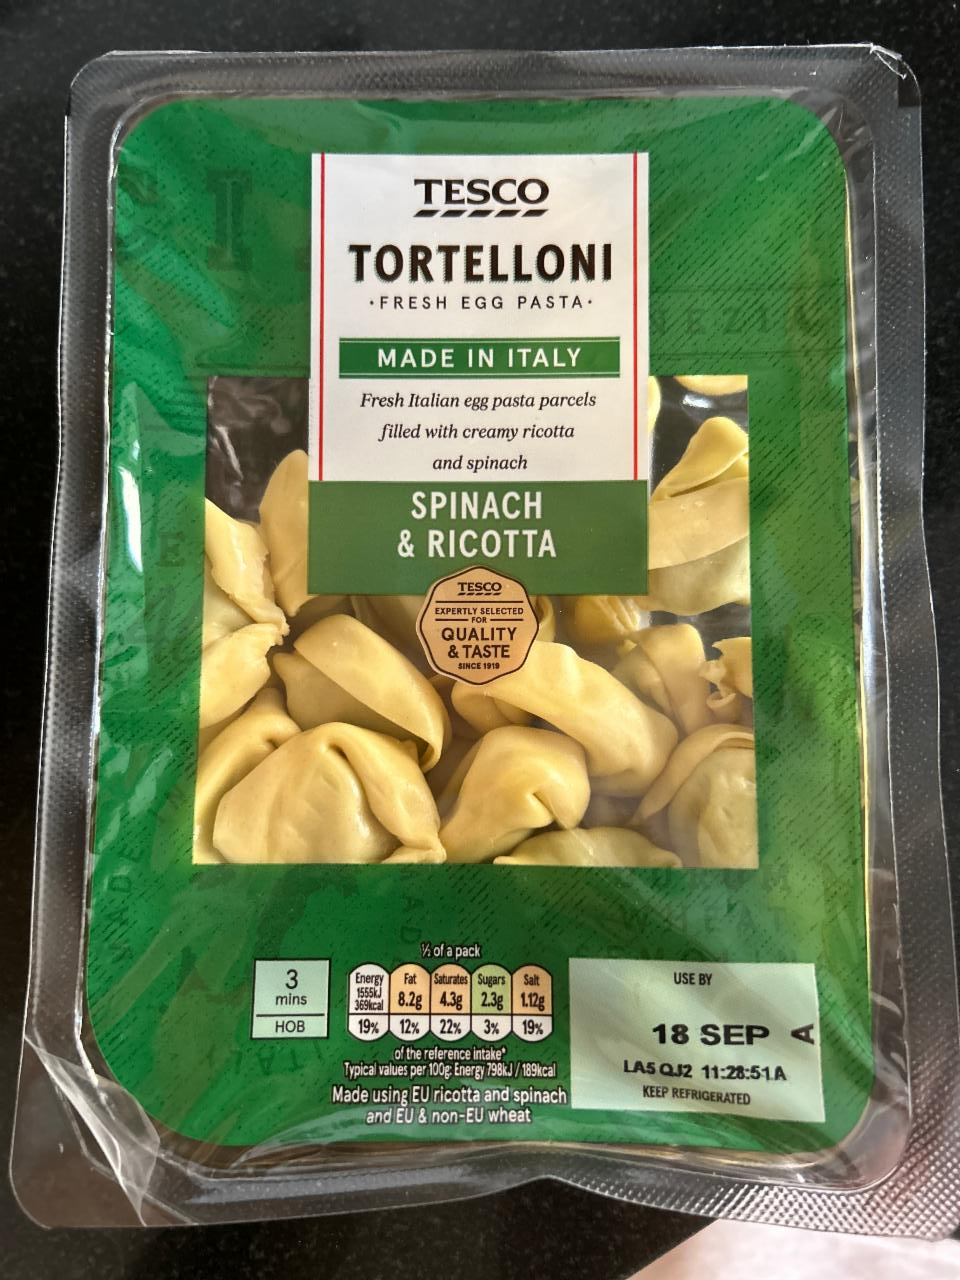 TESCO
TORTELLONI
·FRESH EGG PASTA·
MADE IN ITALY
Fresh Italian egg pasta parcels
filled with creamy ricotta
and spinach
SPINACH
& RICOTTA
TESCO
EXPERTLY SELECTED
FOR
QUALITY
& TASTE
SINCE 1919
3
mins
HOB
½ of a pack
Energy Fat Saturates Sugars Salt
1555kJ
369kcal 8.2g 4.3g 2.3g 1.12g
19% 12% 22% 3% 19%
of the reference intake*
Typical values per 100g: Energy 798kJ / 189kcal
Made using EU ricotta and spinach
and EU & non-EU wheat
USE BY
18 SEP A
LA5 QJ2 11:28:51A
KEEP REFRIGERATED
WHEAT